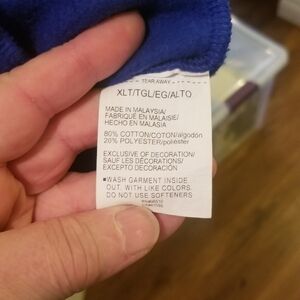 TEAR AWAY
XLT/TGL/EG/ALTO
MADE IN MALAYSIA/
FABRIQUÉ EN MALAISIE/
HECHO EN MALASIA
80% COTTON/COTON/algodón
20% POLYESTER/poliéster
EXCLUSIVE OF DECORATION/
SAUF LES DÉCORATIONS/
EXCEPTO DECORACIÓN
■WASH GARMENT INSIDE
OUT, WITH LIKE COLORS.
DO NOT USE SOFTENERS